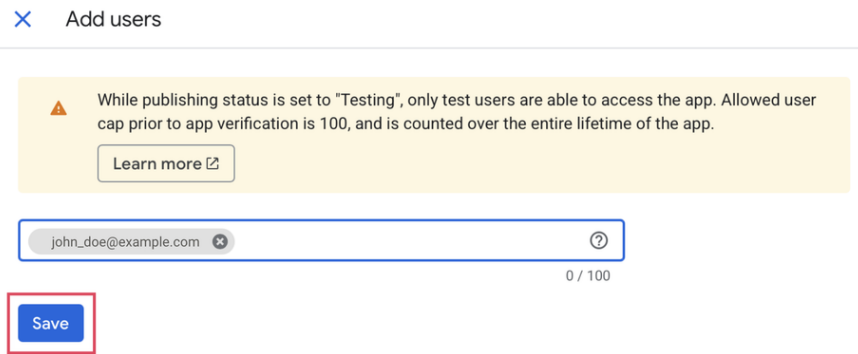 Add users
While publishing status is set to "Testing", only test users are able to access the app. Allowed user
cap prior to app verification is 100, and is counted over the entire lifetime of the app.
Learn more
john_doe@example.com
0 / 100
Save